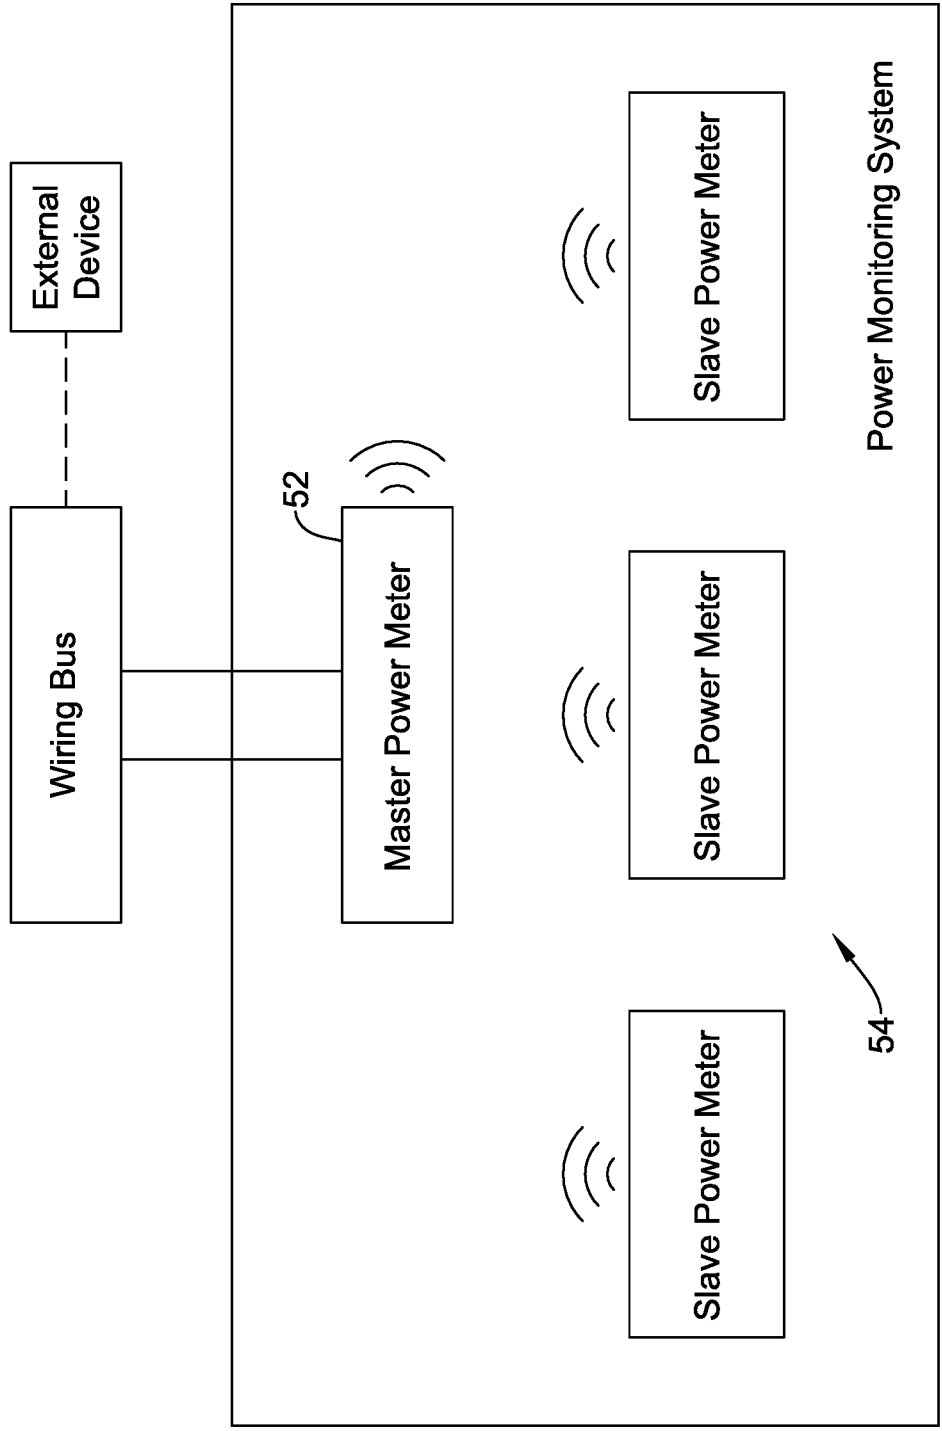 Wiring Bus
External
Device
52
Master Power Meter
Slave Power Meter
Slave Power Meter
Slave Power Meter
54
Power Monitoring System